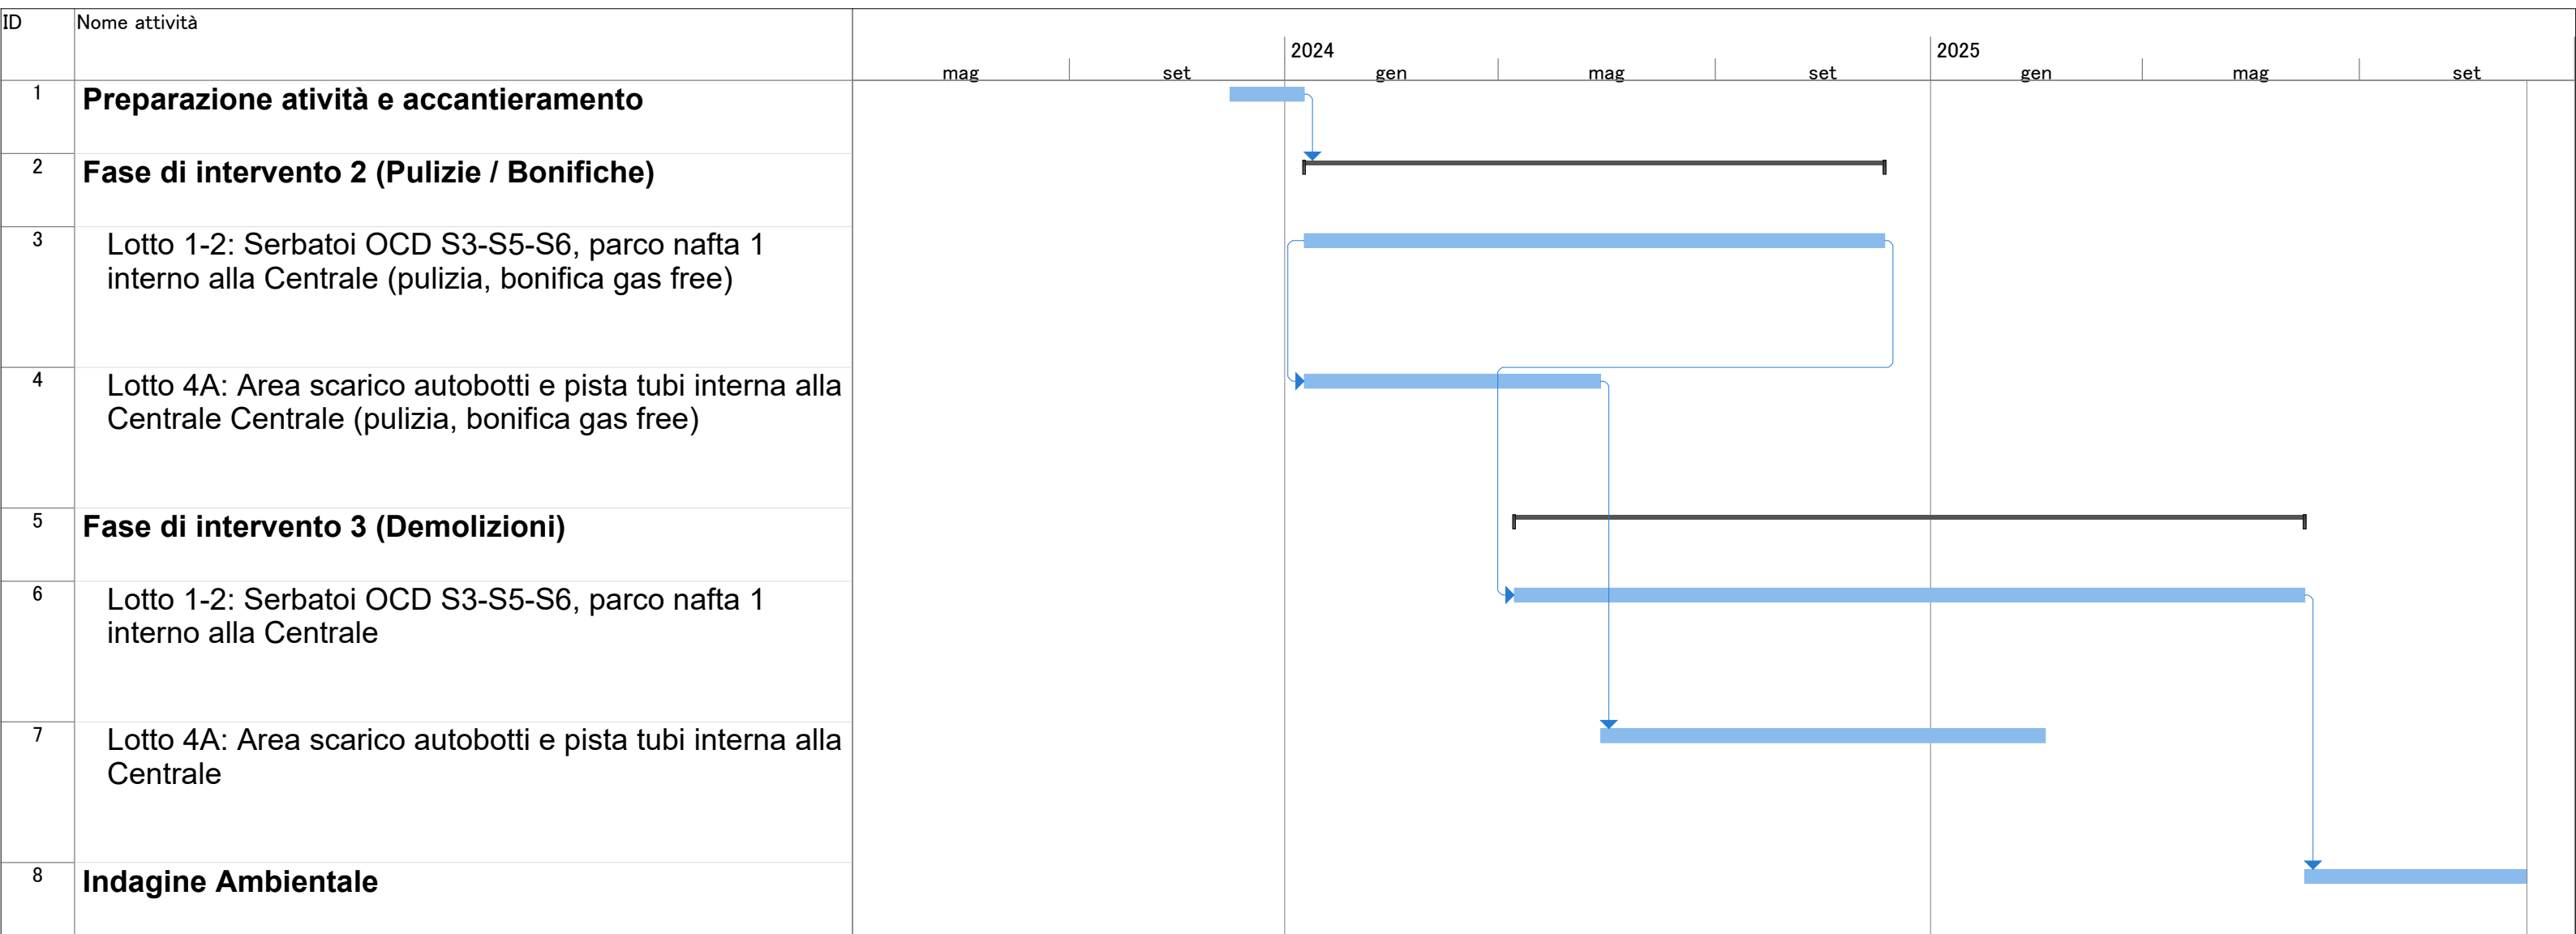 ID
Nome attività
2024
2025
mag
set
gen
mag
set
gen
mag
set
1
Preparazione atività e accantieramento
2
Fase di intervento 2 (Pulizie / Bonifiche)
3
Lotto 1-2: Serbatoi OCD S3-S5-S6, parco nafta 1
interno alla Centrale (pulizia, bonifica gas free)
4
Lotto 4A: Area scarico autobotti e pista tubi interna alla
Centrale Centrale (pulizia, bonifica gas free)
5
Fase di intervento 3 (Demolizioni)
6
Lotto 1-2: Serbatoi OCD S3-S5-S6, parco nafta 1
interno alla Centrale
7
Lotto 4A: Area scarico autobotti e pista tubi interna alla
Centrale
8
Indagine Ambientale